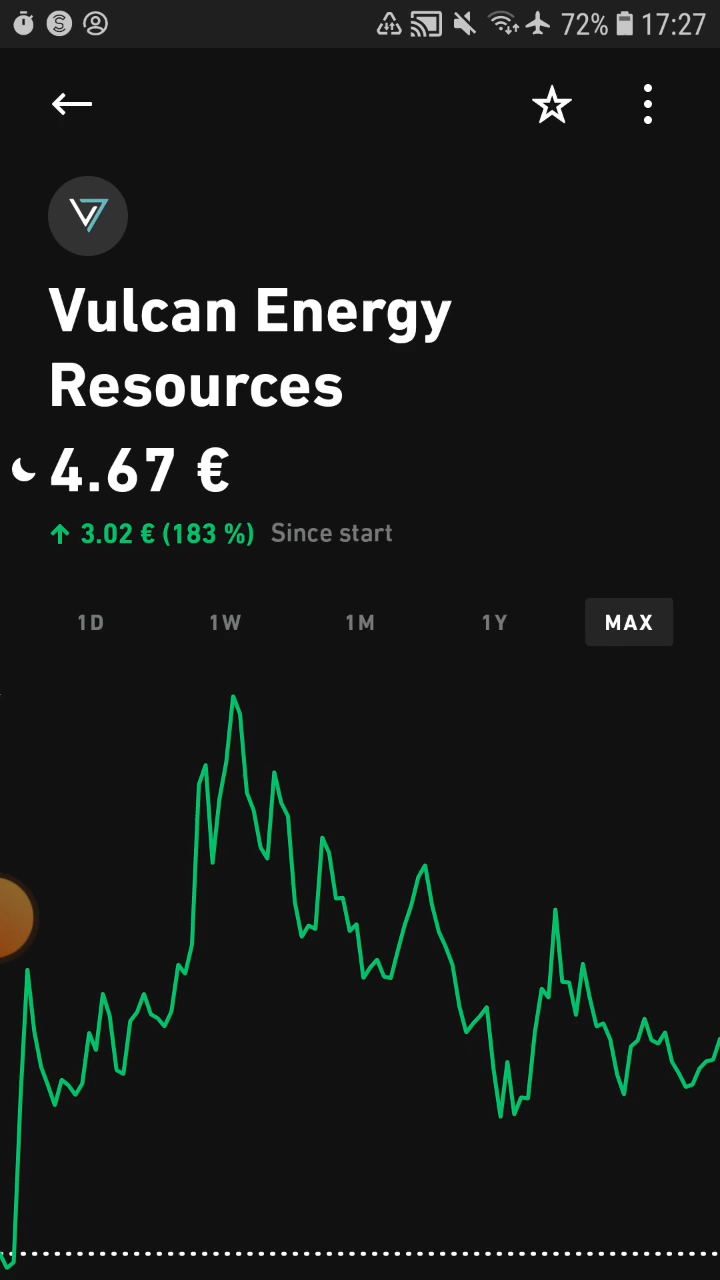 72% 17:27
Vulcan Energy
Resources
4.67 €
3.02 € (183 %) Since start
1D 1W 1M 1Y MAX